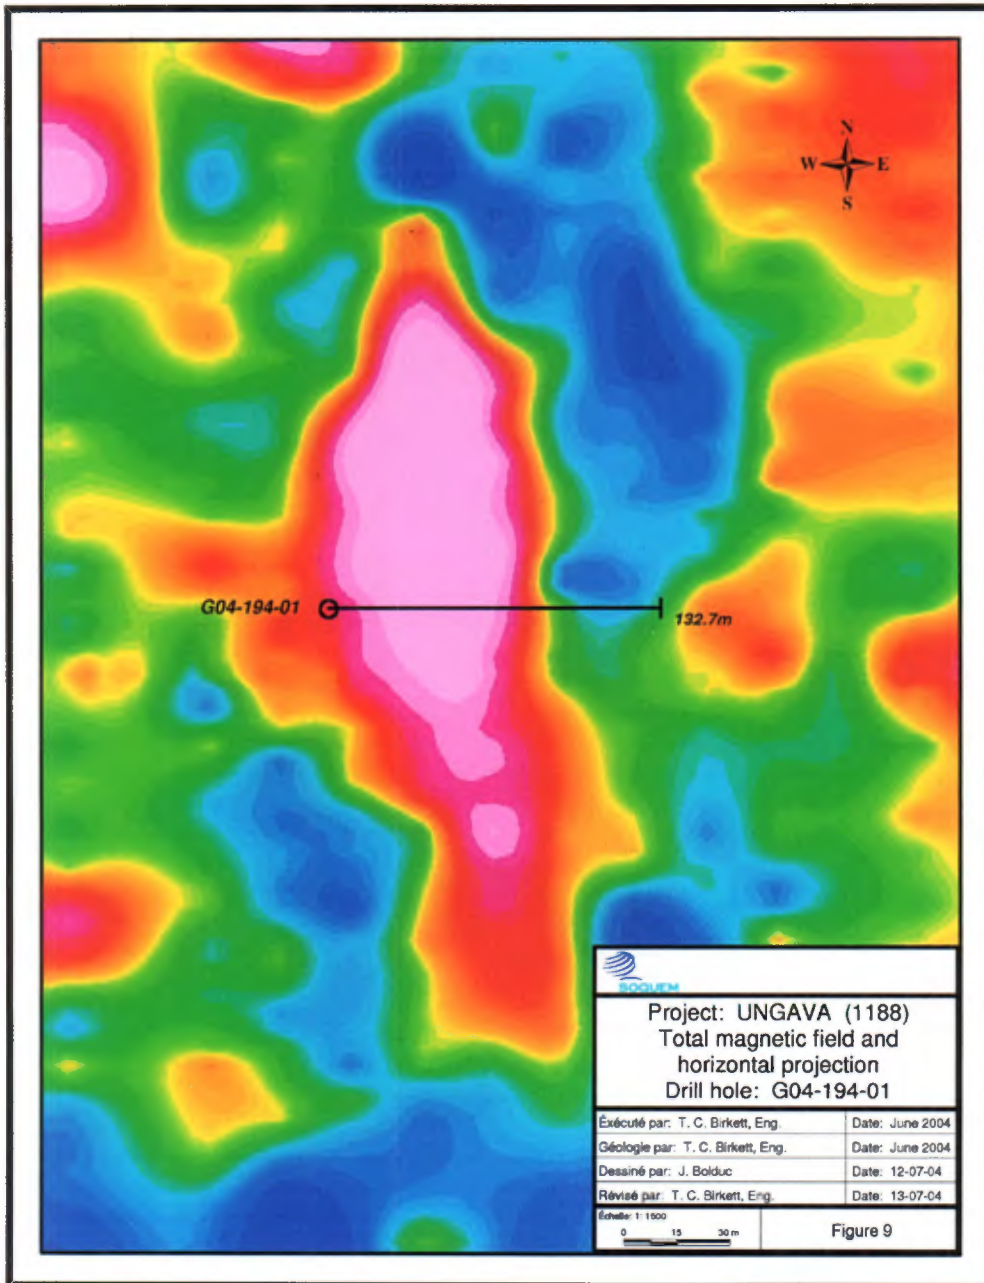 N
W E
S
G04-194-01
132.7m
SOQUEM
Project: UNGAVA (1188)
Total magnetic field and
horizontal projection
Drill hole: G04-194-01
Éxécuté par: T. C. Birkett, Eng. Date: June 2004
Géologie par: T. C. Birkett, Eng. Date: June 2004
Dessiné par: J. Bolduc Date: 12-07-04
Révisé par: T. C. Birkett, Eng. Date: 13-07-04
Échelle: 1: 1500
0 15 30 m
Figure 9